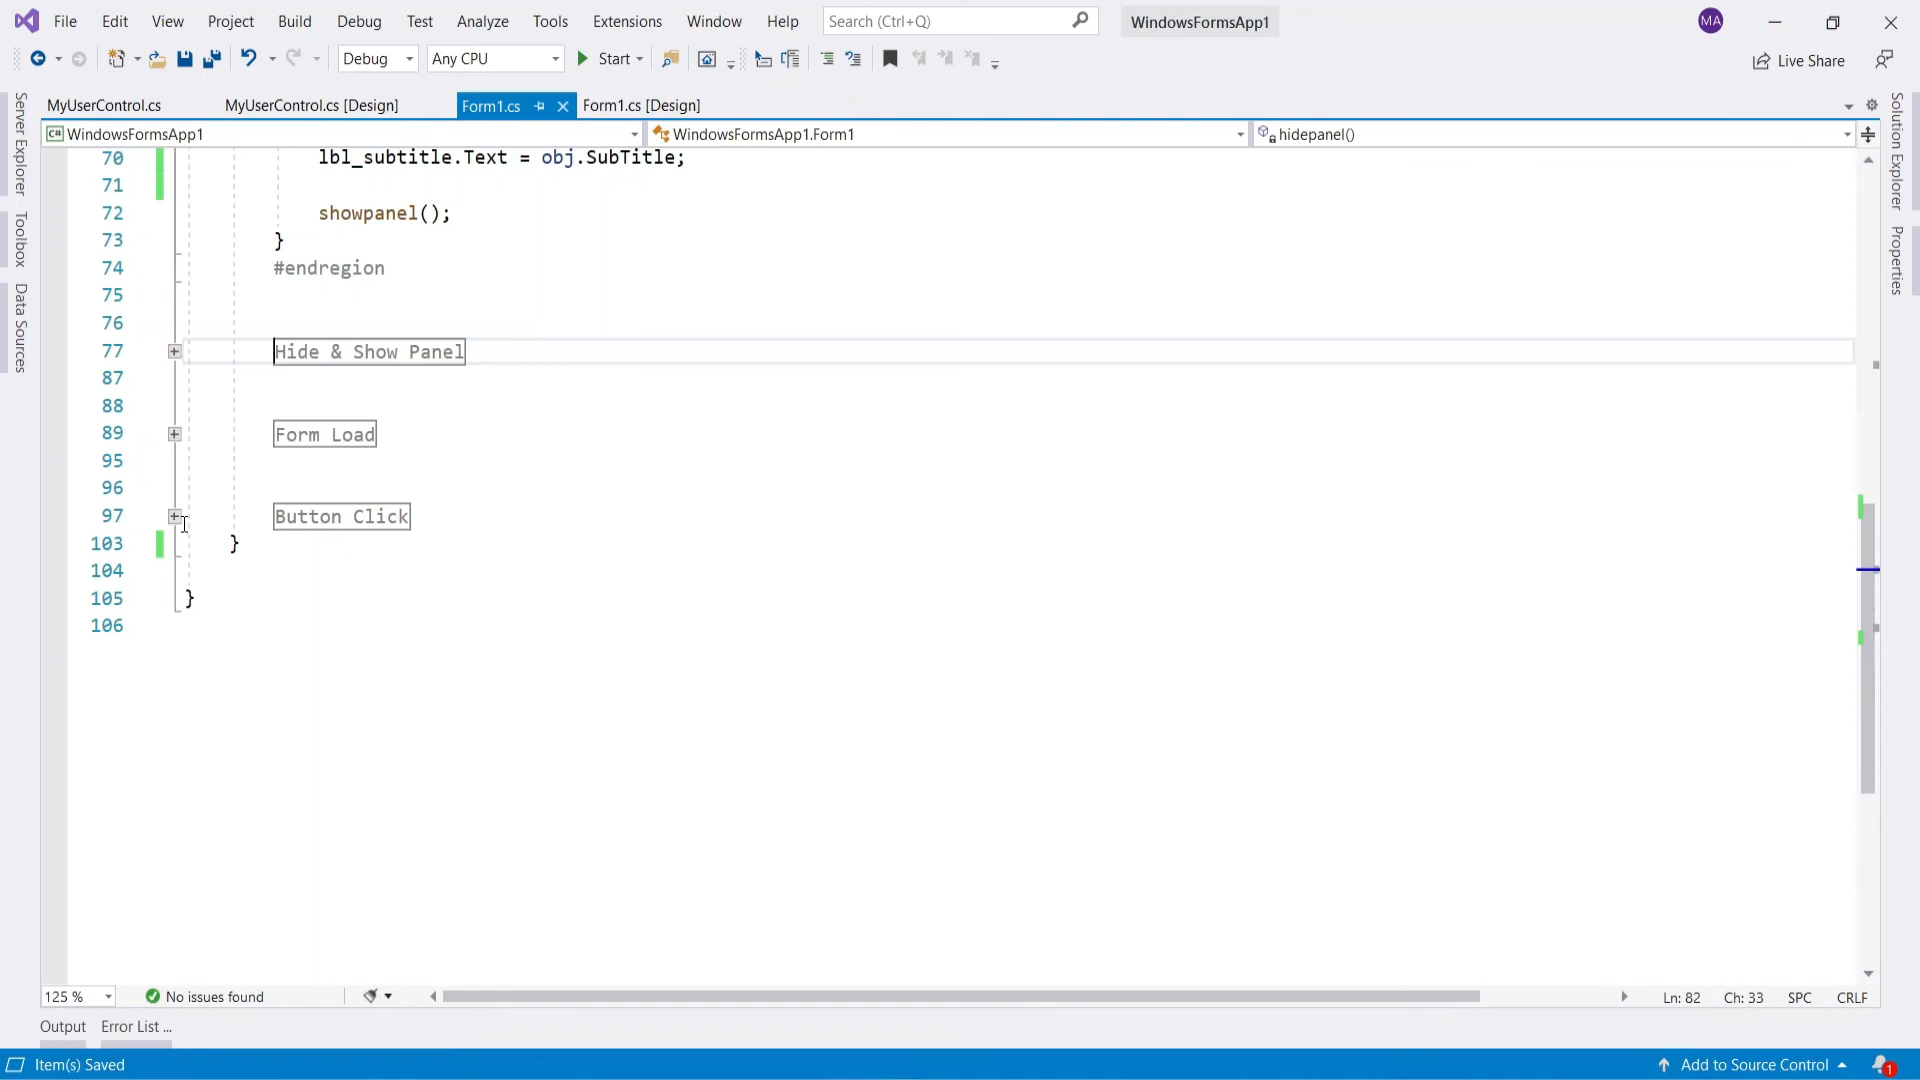 File Edit View Project Build Debug Test Analyze Tools Extensions Window Help Search (Ctrl+Q) WindowsFormsApp1 MA
Debug Any CPU Start Live Share
MyUserControl.cs MyUserControl.cs [Design] Form1.cs Form1.cs [Design]
C# WindowsFormsApp1 WindowsFormsApp1.Form1 hidepanel()
Server Explorer
Toolbox
Data Sources
Solution Explorer
Properties
70 lbl_subtitle.Text = obj.SubTitle;
71
72 showpanel();
73 }
74 #endregion
75
76
77 Hide & Show Panel
87
88
89 Form Load
95
96
97 Button Click
103 }
104
105 }
106
125 % No issues found Ln: 82 Ch: 33 SPC CRLF
Output Error List ...
Item(s) Saved Add to Source Control 1